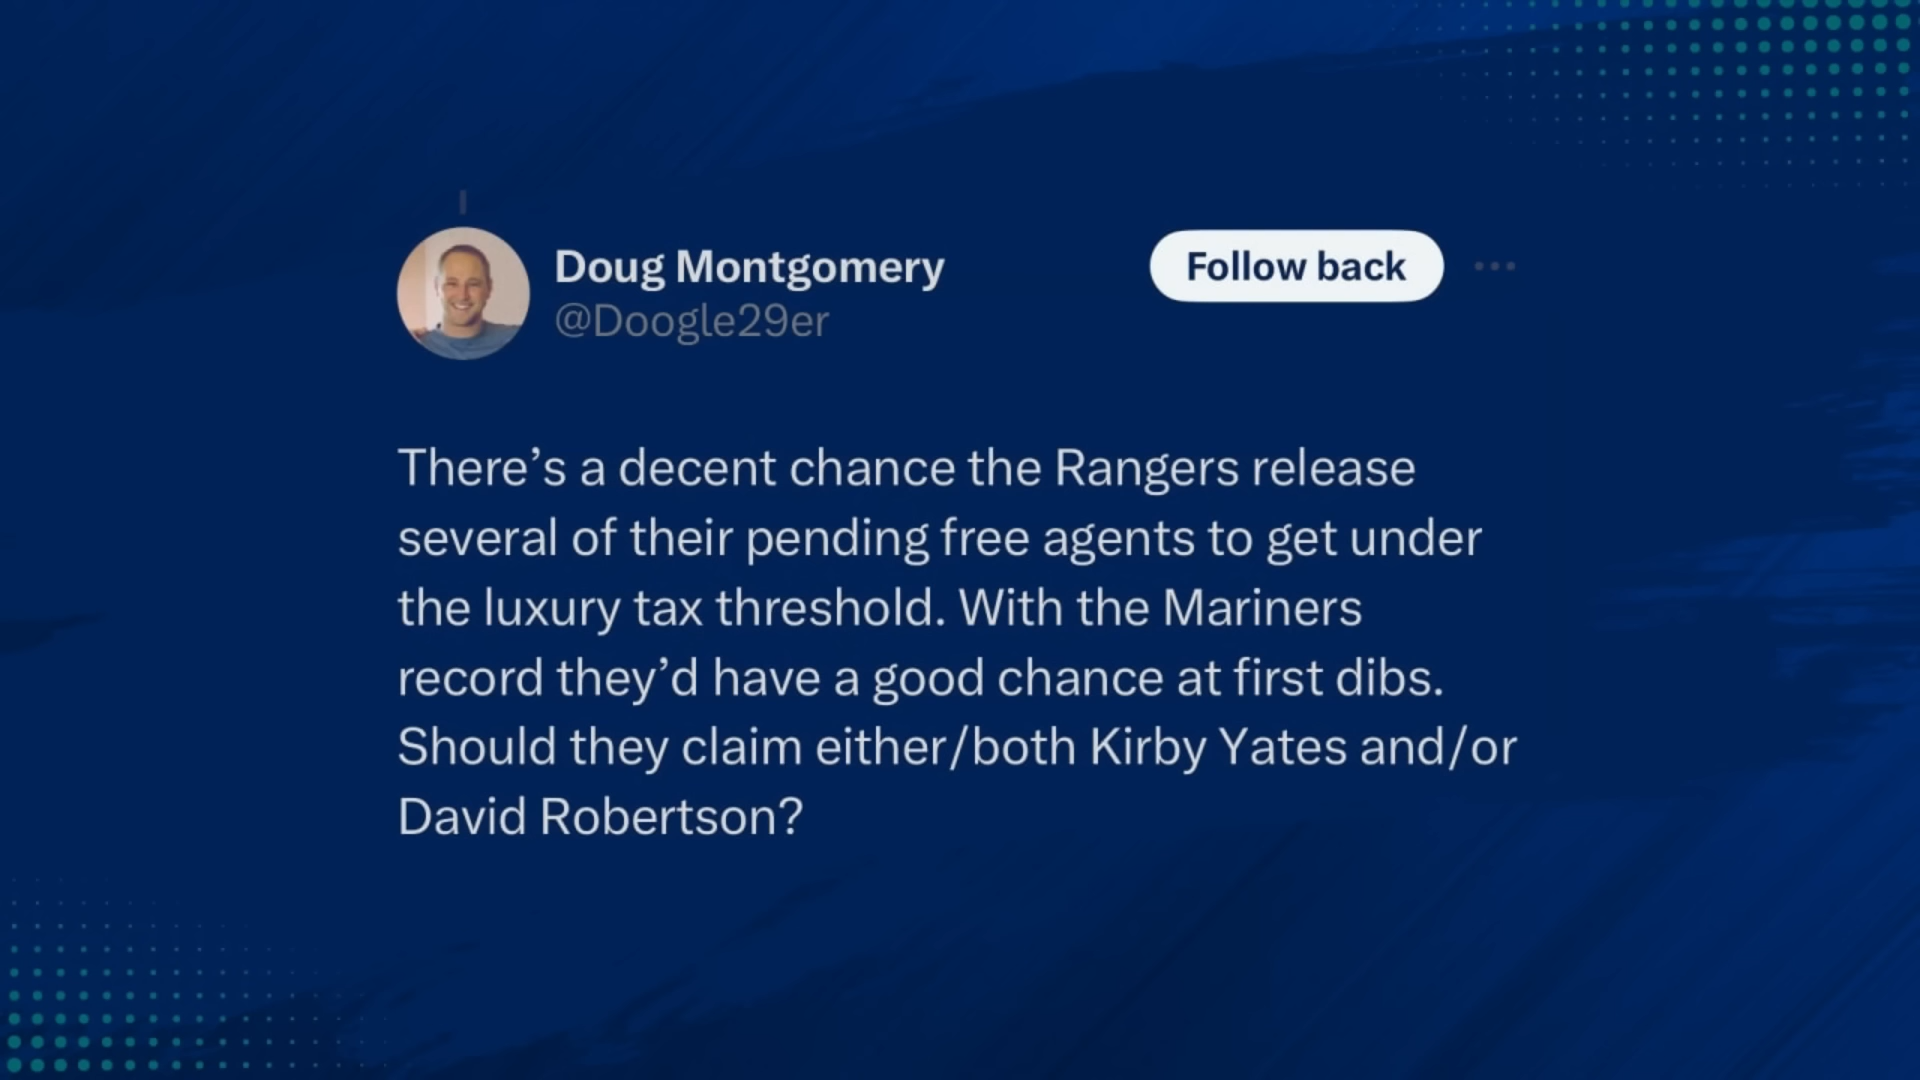 Doug Montgomery
@Doogle29er
Follow back
There’s a decent chance the Rangers release
several of their pending free agents to get under
the luxury tax threshold. With the Mariners
record they’d have a good chance at first dibs.
Should they claim either/both Kirby Yates and/or
David Robertson?